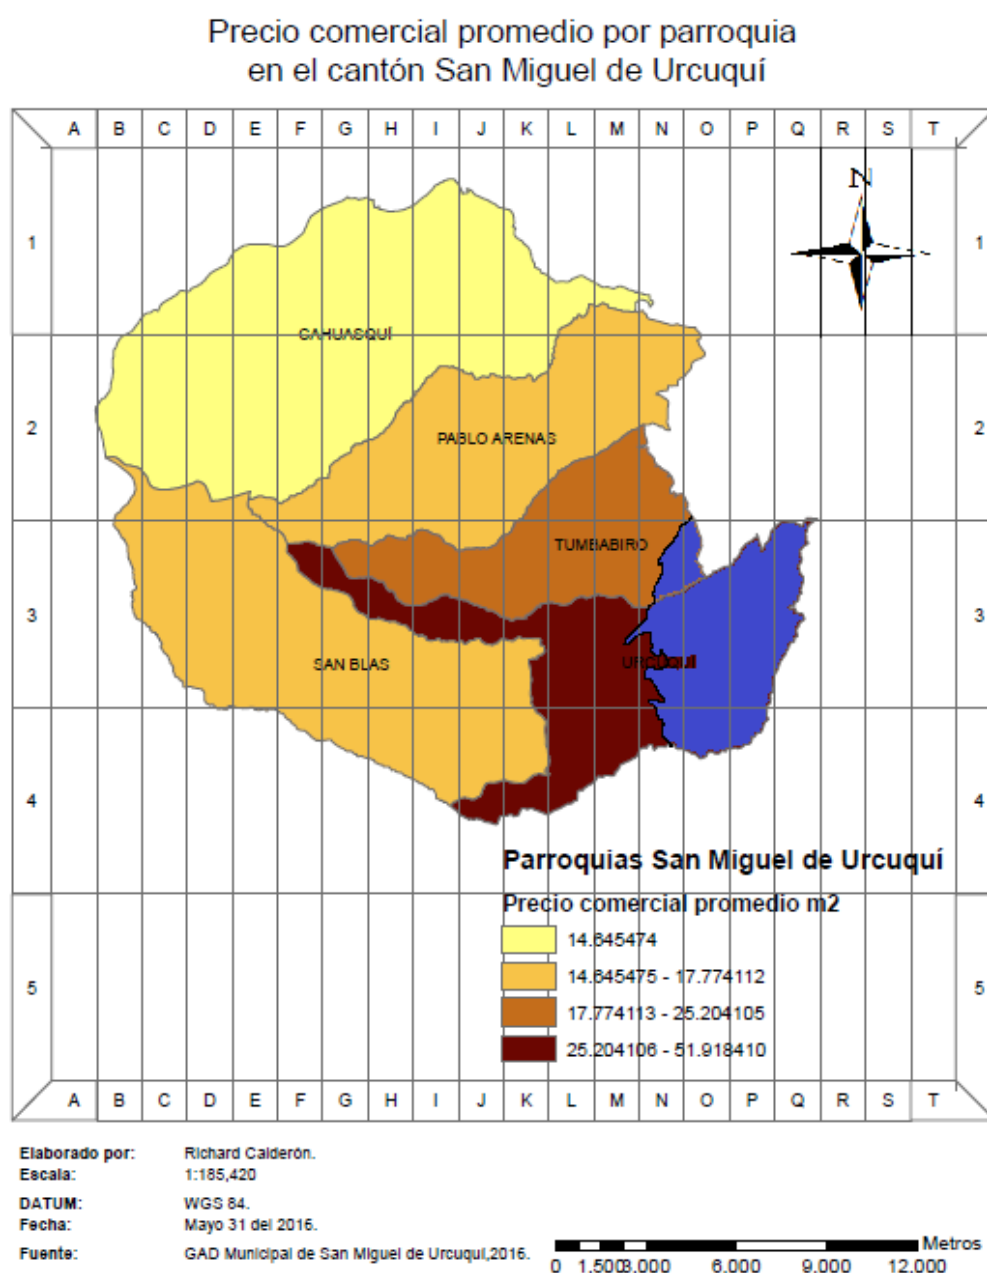 Precio comercial promedio por parroquia
en el cantón San Miguel de Urcuquí
A B C D E F G H I J K L M N O P Q R S T
N
1 1
CAHUASQUÍ
2 2
PABLO ARENAS
TUMBABIRO
3 3
SAN BLAS URCUQUÍ
4 4
Parroquias San Miguel de Urcuquí
Precio comercial promedio m2
14.645474
14.645475 - 17.774112
5 5
17.774113 - 25.204105
25.204106 - 51.918410
A B C D E F G H I J K L M N O P Q R S T
Elaborado por: Richard Calderón.
Escala: 1:185,420
DATUM: WGS 84.
Fecha: Mayo 31 del 2016.
Fuente: GAD Municipal de San Miguel de Urcuquí,2016.
Metros
0 1.500 3.000 6.000 9.000 12.000